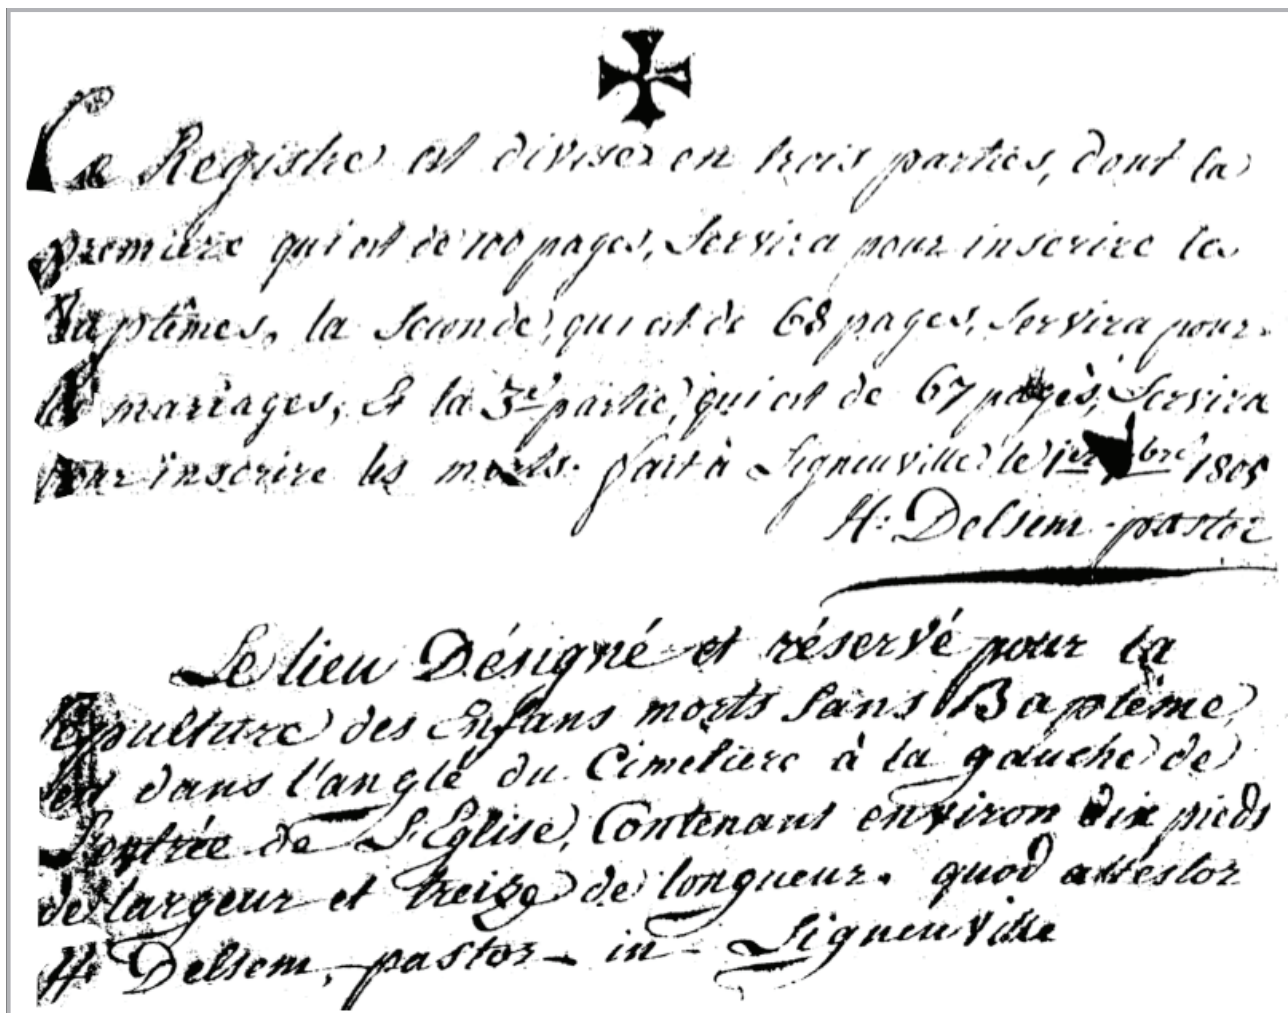 Ce Registre est divisé en trois parties, dont la
premiere qui est de 100 pages, Servira pour inscrire les
Baptêmes, la Seconde, qui est de 68 pages, Servira pour
les mariages, Et la 3e partie, qui est de 67 pages, Servira
pour inscrire les morts. fait à Ligneuville le 1er 1805
H: Delsem pastor
Le lieu Désigné et réservé pour la
Sepulture des Enfans morts Sans Baptême,
est dans l'angle du Cimetiere à la gauche de
L'entrée de L'Eglise, Contenans environ dix pieds
de largeur et treize de longueur. quod attestor
H: Delsem, pastor in Ligneuville